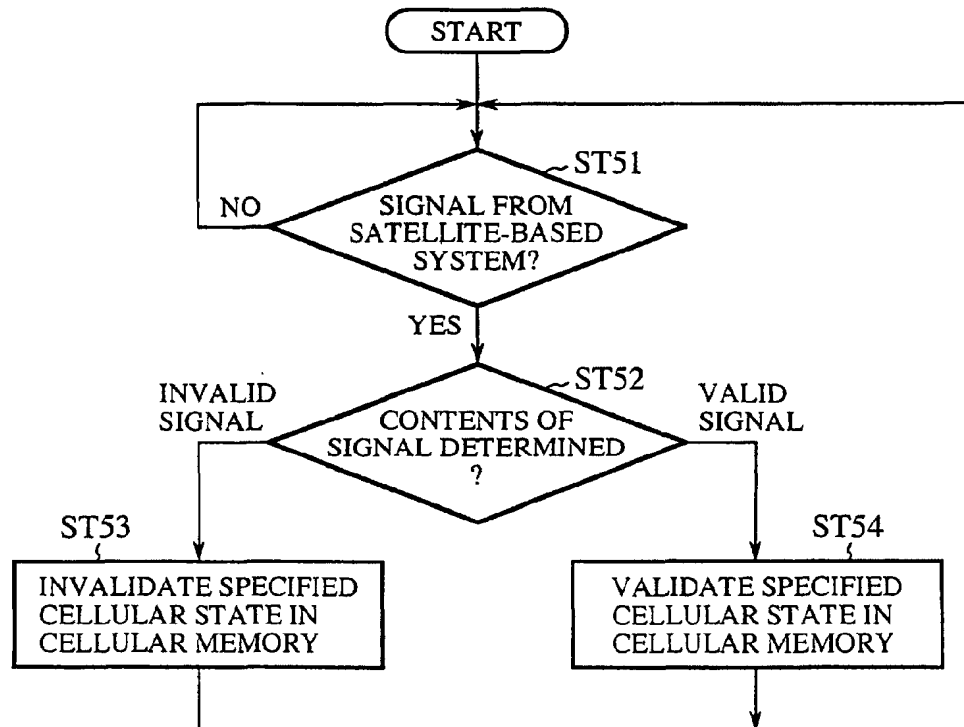 START
ST51
NO
SIGNAL FROM
SATELLITE-BASED
SYSTEM?
YES
ST52
INVALID
SIGNAL
VALID
SIGNAL
CONTENTS OF
SIGNAL DETERMINED
?
ST53
ST54
INVALIDATE SPECIFIED
CELLULAR STATE IN
CELLULAR MEMORY
VALIDATE SPECIFIED
CELLULAR STATE IN
CELLULAR MEMORY